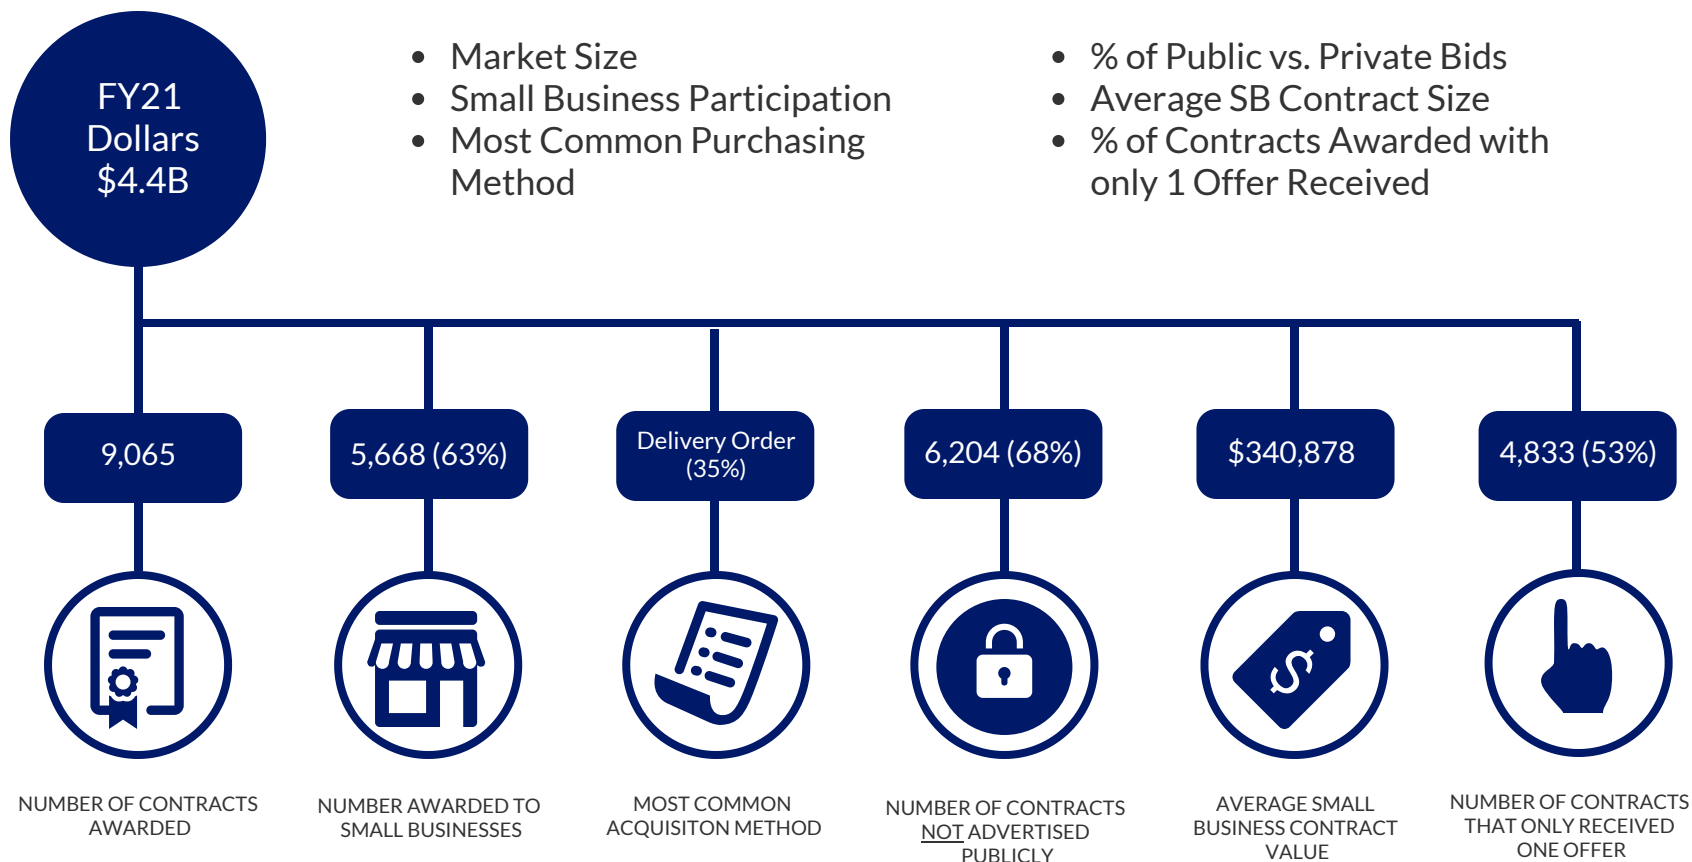 FY21
Dollars
$4.4B
• Market Size
• Small Business Participation
• Most Common Purchasing
Method
• % of Public vs. Private Bids
• Average SB Contract Size
• % of Contracts Awarded with
only 1 Offer Received
9,065
5,668 (63%)
Delivery Order
(35%)
6,204 (68%)
$340,878
4,833 (53%)
$
NUMBER OF CONTRACTS
AWARDED
NUMBER AWARDED TO
SMALL BUSINESSES
MOST COMMON
ACQUISITON METHOD
NUMBER OF CONTRACTS
NOT ADVERTISED
PUBLICLY
AVERAGE SMALL
BUSINESS CONTRACT
VALUE
NUMBER OF CONTRACTS
THAT ONLY RECEIVED
ONE OFFER